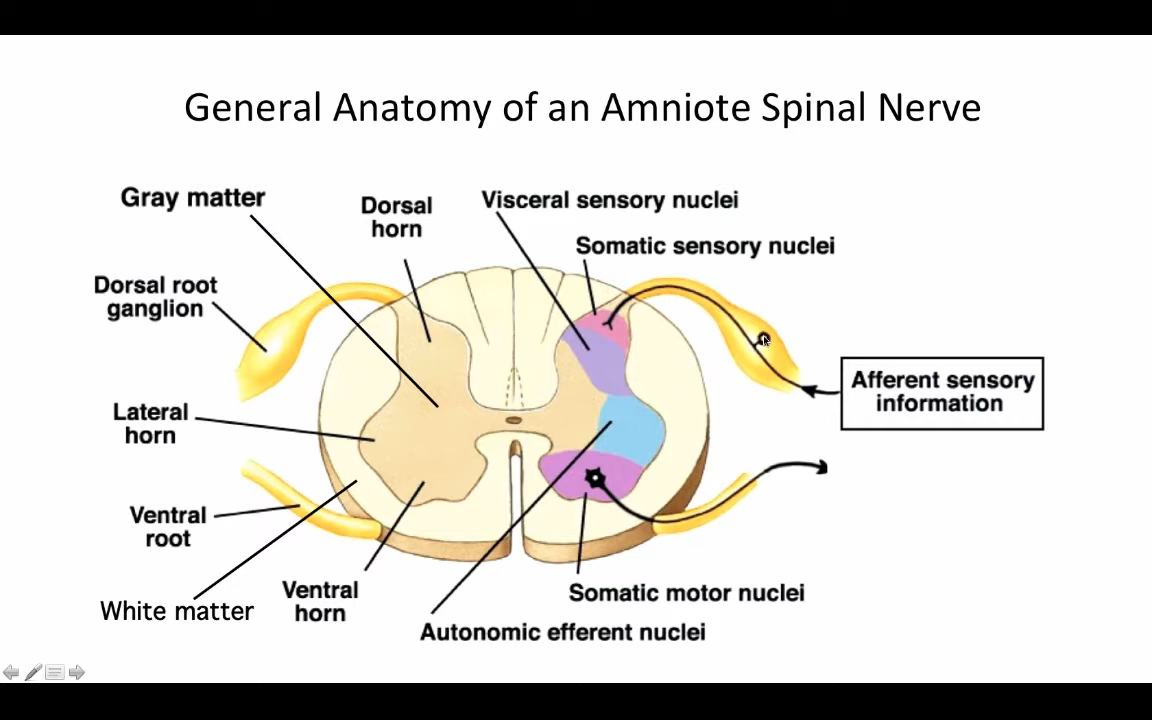 General Anatomy of an Amniote Spinal Nerve
Gray matter
Dorsal
horn
Visceral sensory nuclei
Somatic sensory nuclei
Dorsal root
ganglion
Afferent sensory
information
Lateral
horn
Ventral
root
White matter
Ventral
horn
Somatic motor nuclei
Autonomic efferent nuclei